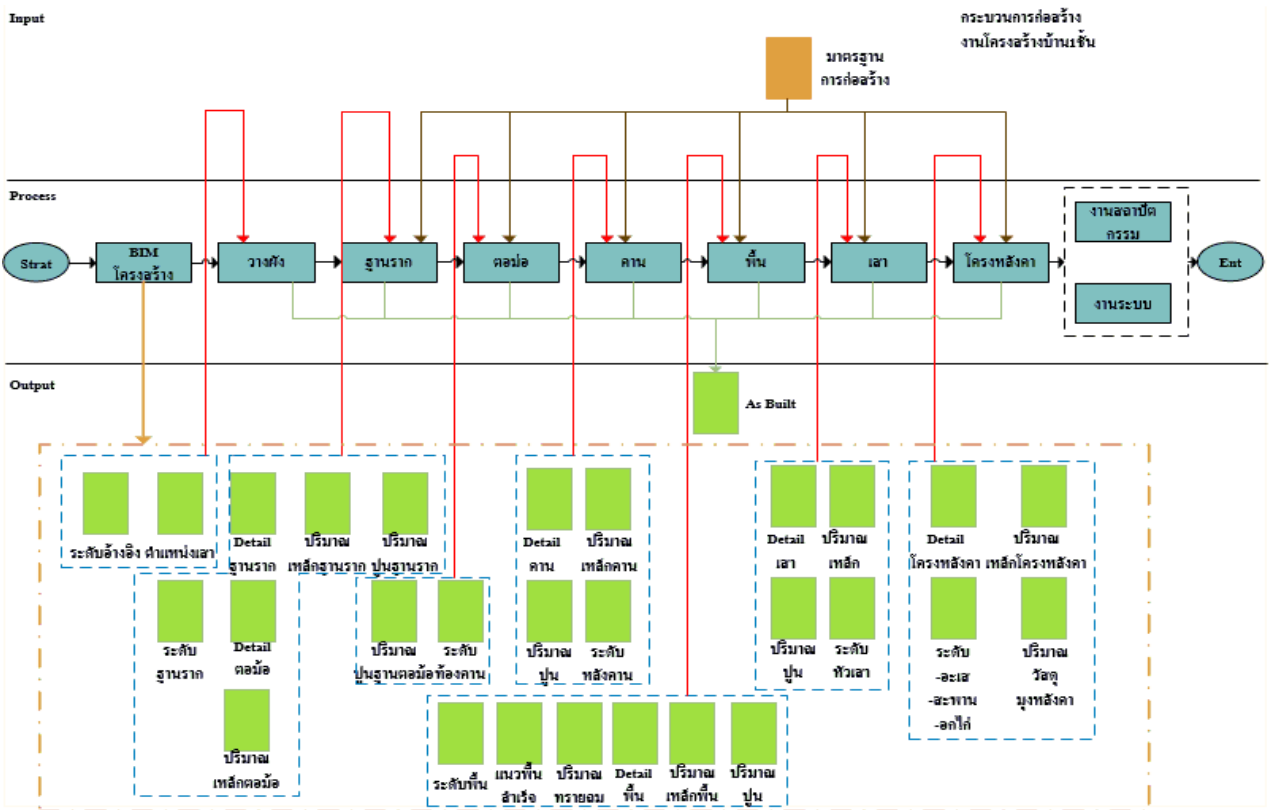 Input
กระบวนการก่อสร้าง
งานโครงสร้างบ้าน1ชั้น
มาตรฐาน
การก่อสร้าง
Process
Strat
BIM
โครงสร้าง
วางผัง
ฐานราก
ตอม่อ
คาน
พื้น
เสา
โครงหลังคา
งานสถาปัต
กรรม
งานระบบ
Ent
Output
As Built
ระดับอ้างอิง
ตำแหน่งเสา
Detail
ฐานราก
ปริมาณ
เหล็กฐานราก
ปริมาณ
ปูนฐานราก
Detail
คาน
ปริมาณ
เหล็กคาน
Detail
เสา
ปริมาณ
เหล็ก
Detail
โครงหลังคา
ปริมาณ
เหล็กโครงหลังคา
ระดับ
ฐานราก
Detail
ตอม้อ
ปริมาณ
ปูนฐานตอม้อ
ระดับ
ท้องคาน
ปริมาณ
ปูน
ระดับ
หลังคาน
ปริมาณ
ปูน
ระดับ
หัวเสา
ระดับ
-อะเส
-สะพาน
-อกไก่
ปริมาณ
วัสดุ
มุงหลังคา
ปริมาณ
เหล็กตอม้อ
ระดับพื้น
แนวพื้น
สำเร็จ
ปริมาณ
ทรายถม
Detail
พื้น
ปริมาณ
เหล็กพื้น
ปริมาณ
ปูน